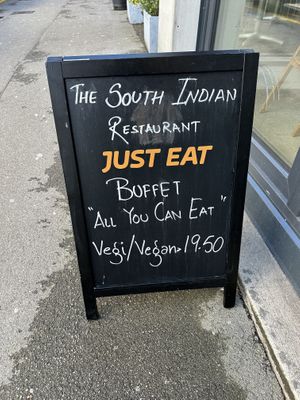 The South Indian
Restaurant
JUST EAT
Buffet
"All You Can Eat"
Vegi/Vegan 19.50